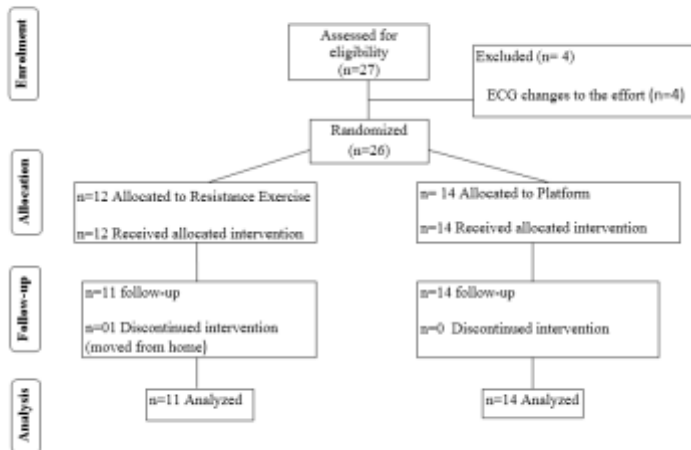 Enrolment
Assessed for
eligibility
(n=27)
Excluded (n= 4)
ECG changes to the effort (n=4)
Randomized
(n=26)
Allocation
n=12 Allocated to Resistance Exercise
n=12 Received allocated intervention
n= 14 Allocated to Platform
n=14 Received allocated intervention
Follow-up
n=11 follow-up
n=01 Discontinued intervention
(moved from home)
n=14 follow-up
n=0 Discontinued intervention
Analysis
n=11 Analyzed
n=14 Analyzed